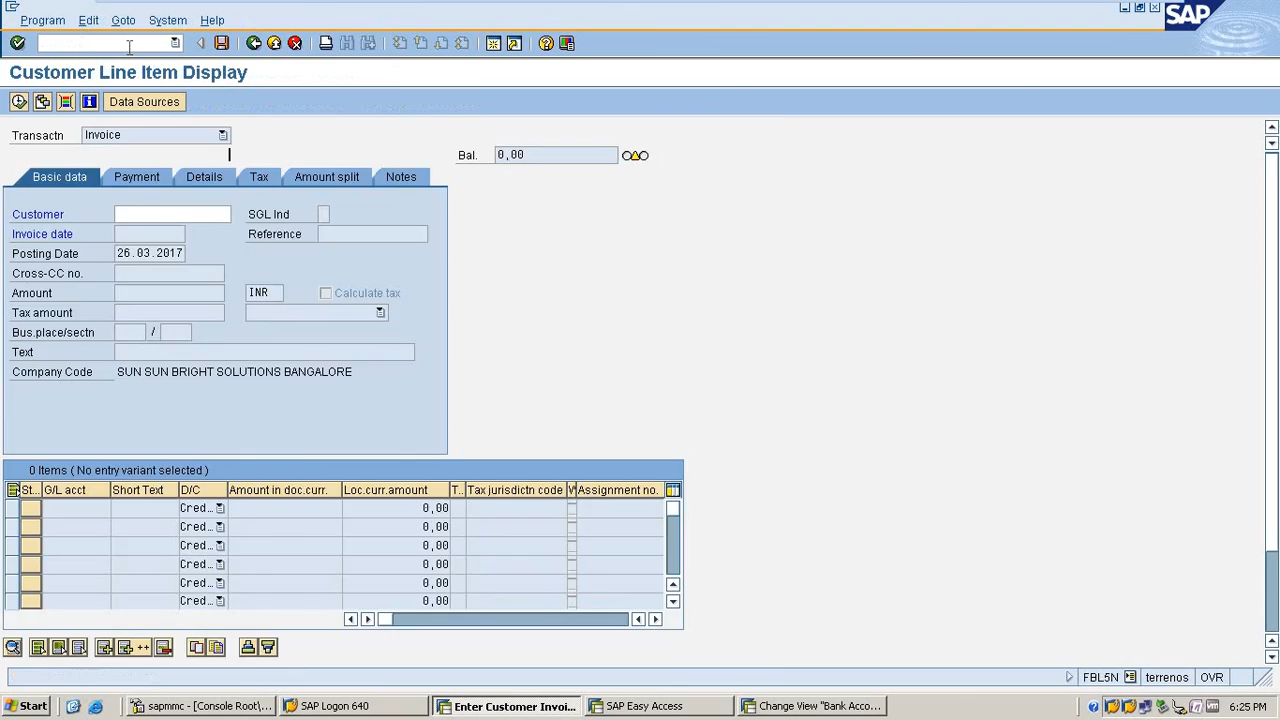 Program Edit Goto System Help
SAP
Customer Line Item Display
Data Sources
Transactn Invoice
Bal. 0,00
Basic data Payment Details Tax Amount split Notes
Customer SGL Ind
Invoice date Reference
Posting Date 26.03.2017
Cross-CC no.
Amount INR Calculate tax
Tax amount
Bus.place/sectn /
Text
Company Code SUN SUN BRIGHT SOLUTIONS BANGALORE
0 Items ( No entry variant selected )
St... G/L acct Short Text D/C Amount in doc.curr. Loc.curr.amount T.. Tax jurisdictn code V Assignment no.
Cred... 0,00
Cred... 0,00
Cred... 0,00
Cred... 0,00
Cred... 0,00
Cred... 0,00
FBL5N terrenos OVR
Start sapmmc - [Console Root\... SAP Logon 640 Enter Customer Invoi... SAP Easy Access Change View "Bank Acco... 6:25 PM